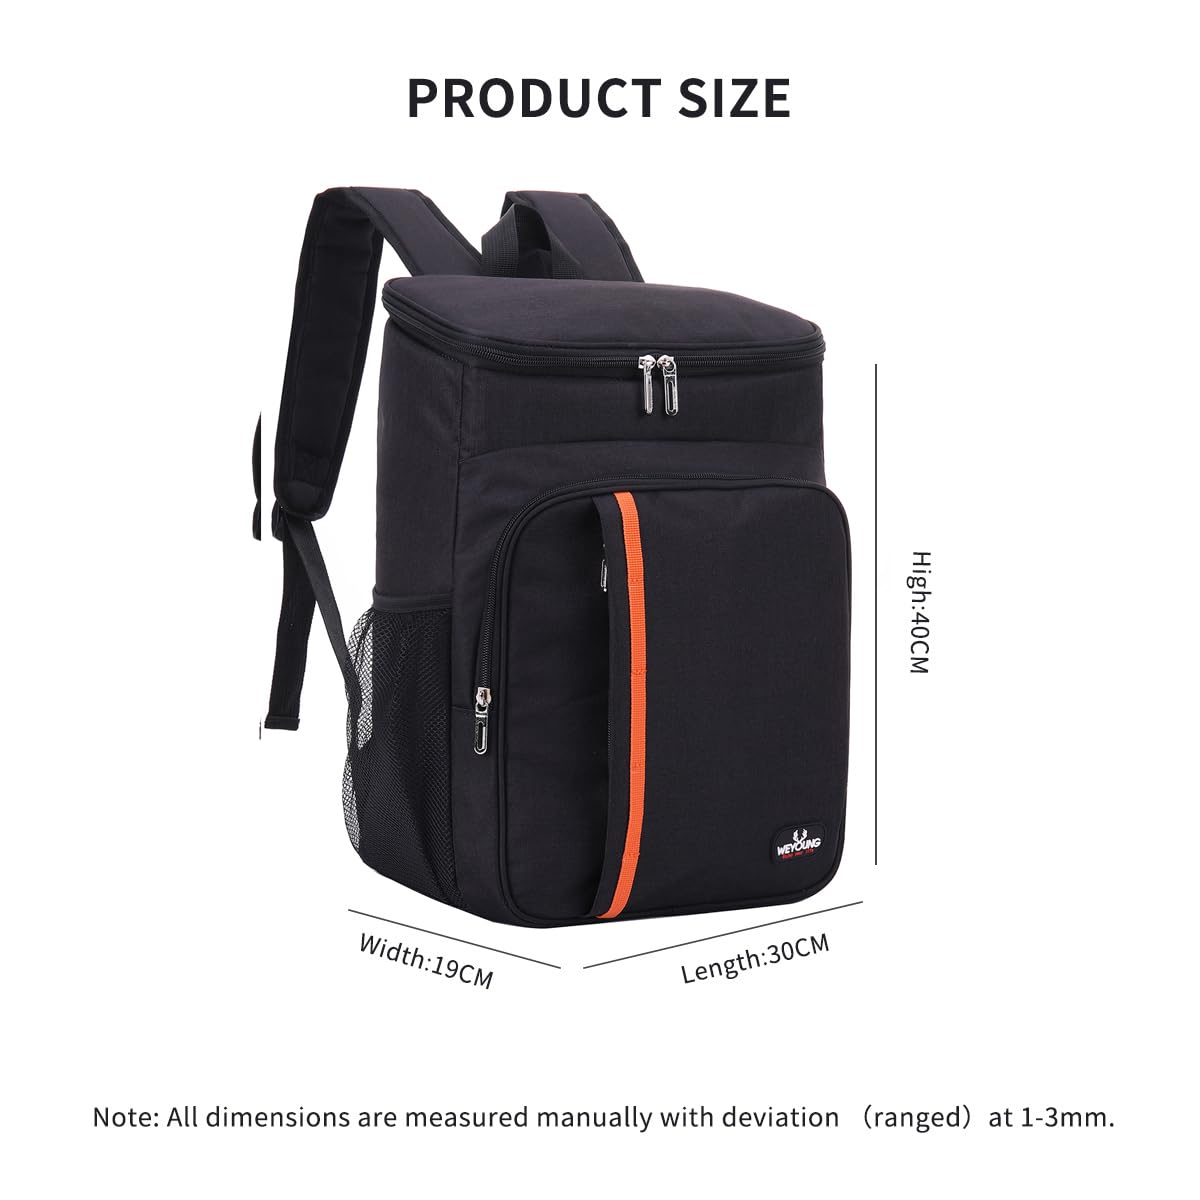 PRODUCT SIZE
High:40CM
WEYOUNG
Width:19CM
Length:30CM
Note: All dimensions are measured manually with deviation （ranged）at 1-3mm.